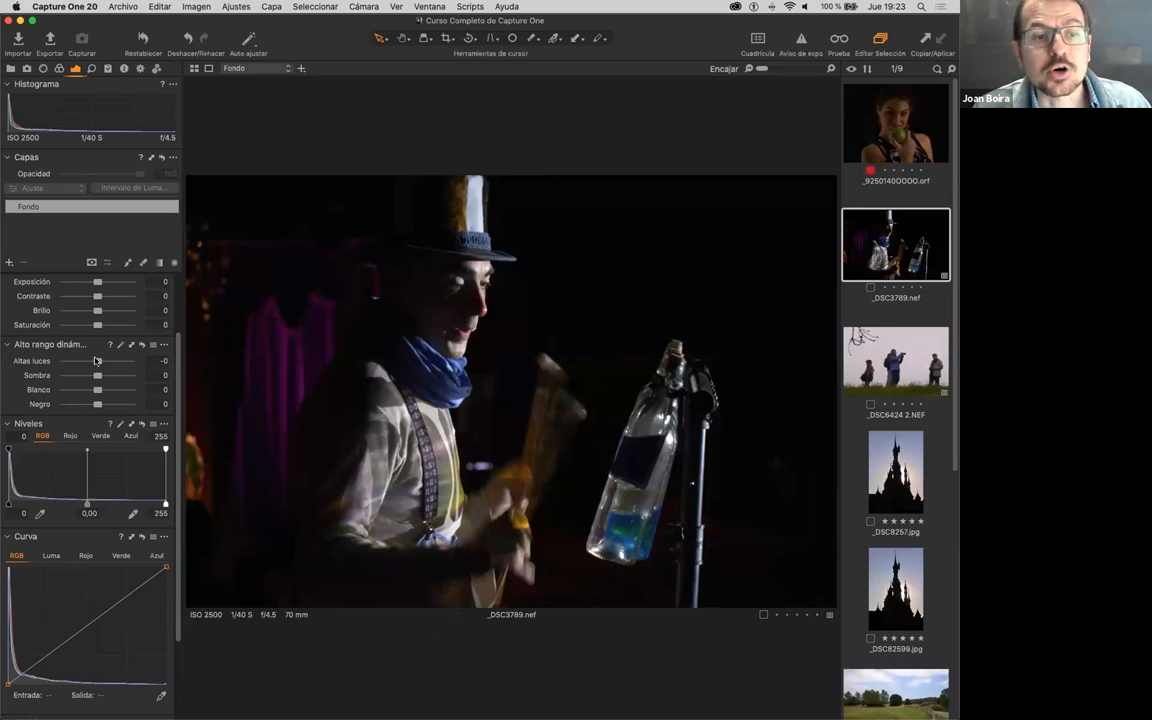 Capture One 20 Archivo Editar Imagen Ajustes Capa Seleccionar Cámara Ver Ventana Scripts Ayuda 100 % Jue 19:23
Curso Completo de Capture One
Importar Exportar Capturar Restablecer Deshacer/Rehacer Auto ajustar Herramientas de cursor Cuadrícula Aviso de expo Prueba Editar Selección Copiar/Aplicar
Fondo Encajar 1/9
Joan Boira
Histograma ? ...
ISO 2500 1/40 S f/4.5
Capas ? ...
Opacidad 100
Ajuste Intervalo de Luma...
Fondo
Exposición 0
Contraste 0
Brillo 0
Saturación 0
Alto rango dinám... ? ...
Altas luces -0
Sombra 0
Blanco 0
Negro 0
Niveles ? ...
0 RGB Rojo Verde Azul 255
0 0,00 255
Curva ? ...
RGB Luma Rojo Verde Azul
Entrada: -- Salida: --
ISO 2500 1/40 S f/4.5 70 mm _DSC3789.nef
_9250140OOOO.orf
_DSC3789.nef
_DSC6424 2.NEF
_DSC8257.jpg
_DSC82599.jpg